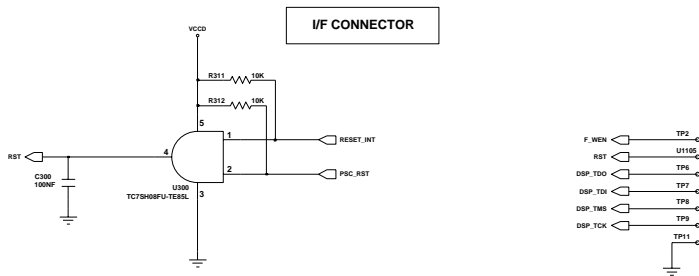 I/F CONNECTOR
VCCD
R311 10K
R312 10K
5
4
1
2
3
RESET_INT
PSC_RST
RST
C300
100NF
U300
TC7SH08FU-TE85L
F_WEN TP2
RST U1105
DSP_TDO TP6
DSP_TDI TP7
DSP_TMS TP8
DSP_TCK TP9
TP11